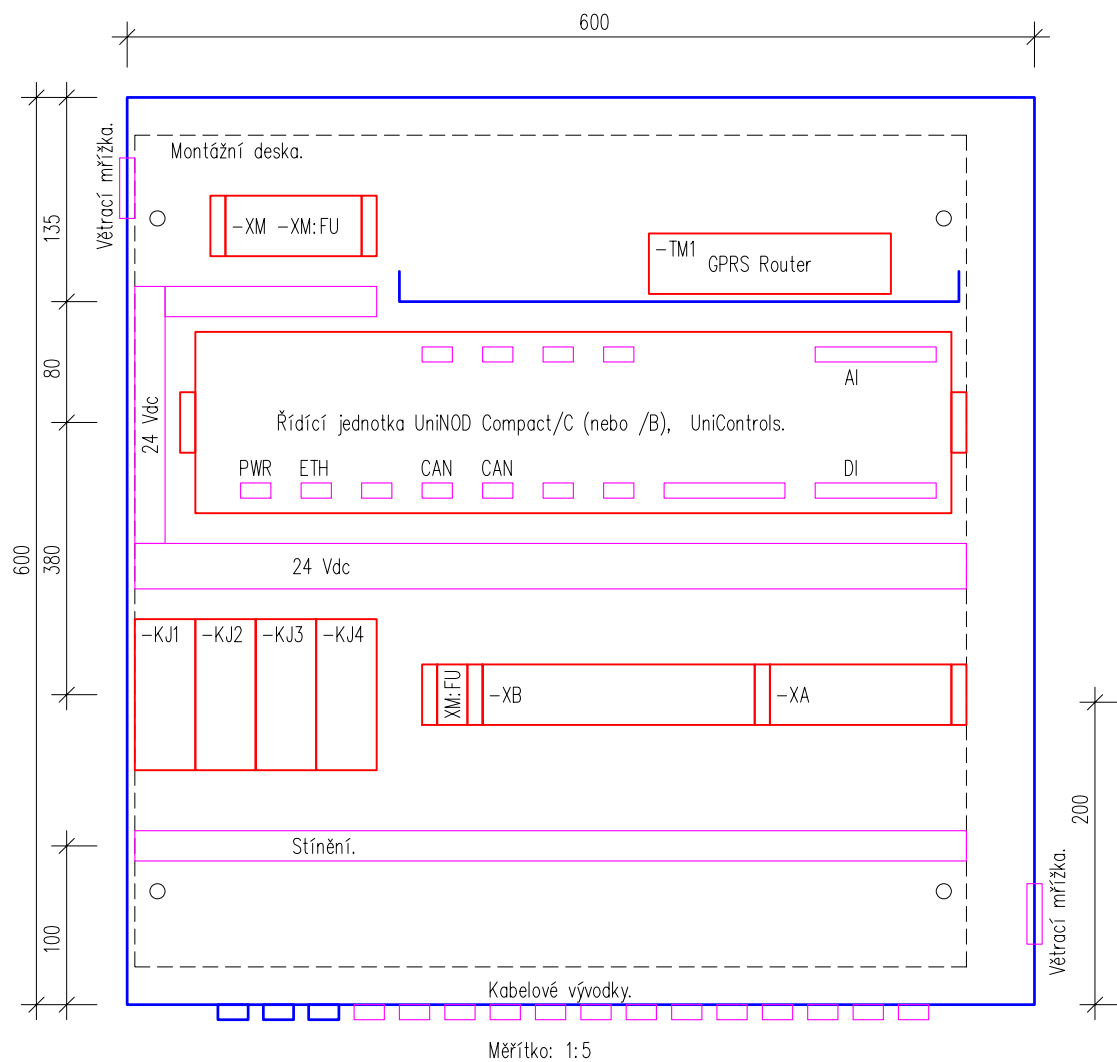 600
Větrací mřížka.
Montážní deska.
-XM -XM:FU
-TM1
GPRS Router
135
80
24 Vdc
AI
Řídící jednotka UniNOD Compact/C (nebo /B), UniControls.
PWR ETH CAN CAN DI
600
380
24 Vdc
-KJ1 -KJ2 -KJ3 -KJ4
XM:FU
-XB
-XA
200
Stínění.
100
Větrací mřížka.
Kabelové vývodky.
Měřítko: 1:5